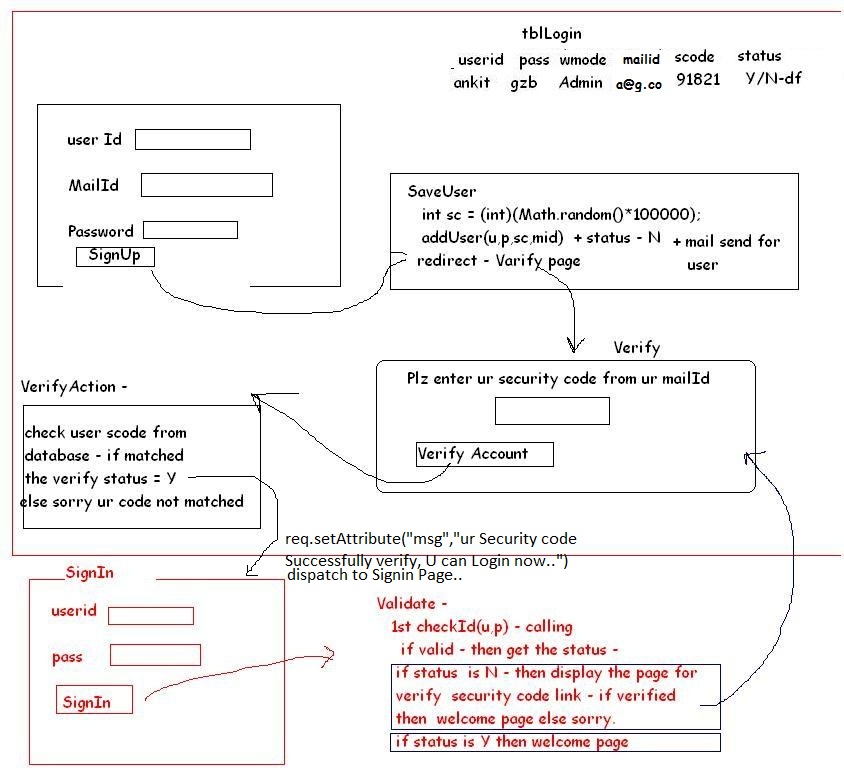 tblLogin
userid pass wmode mailid scode status
ankit gzb Admin a@g.co 91821 Y/N-df
user Id
MailId
Password
SignUp
SaveUser
int sc = (int)(Math.random()*100000);
addUser(u,p,sc,mid) + status - N + mail send for
user
redirect - Varify page
Verify
Plz enter ur security code from ur mailId
Verify Account
VerifyAction -
check user scode from
database - if matched
the verify status = Y
else sorry ur code not matched
req.setAttribute("msg","ur Security code
Successfully verify, U can Login now..")
dispatch to Signin Page..
SignIn
userid
pass
SignIn
Validate -
1st checkId(u,p) - calling
if valid - then get the status -
if status is N - then display the page for
verify security code link - if verified
then welcome page else sorry.
if status is Y then welcome page